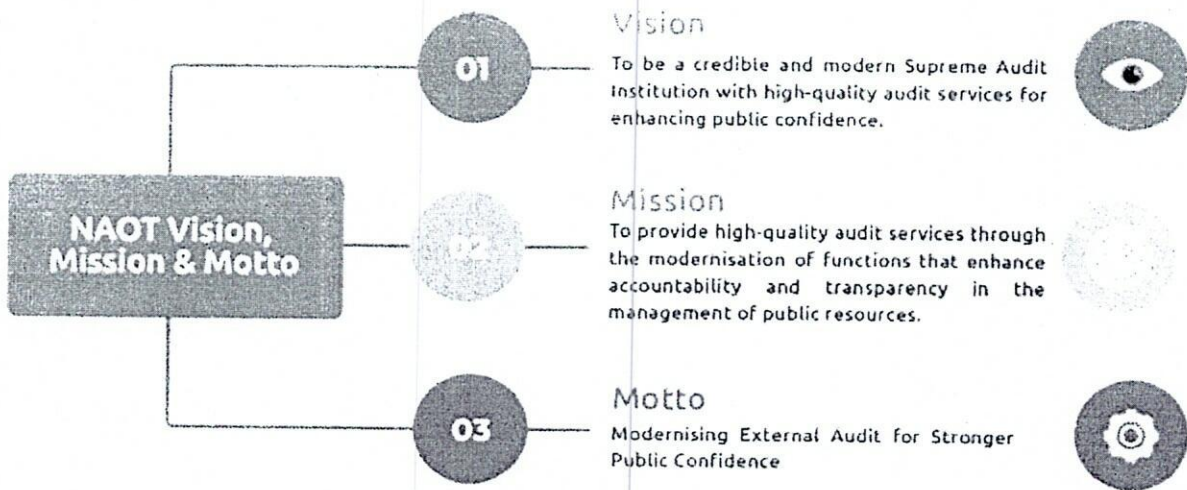 NAOT Vision,
Mission & Motto
01
Vision
To be a credible and modern Supreme Audit
Institution with high-quality audit services for
enhancing public confidence.
02
Mission
To provide high-quality audit services through
the modernisation of functions that enhance
accountability and transparency in the
management of public resources.
03
Motto
Modernising External Audit for Stronger
Public Confidence